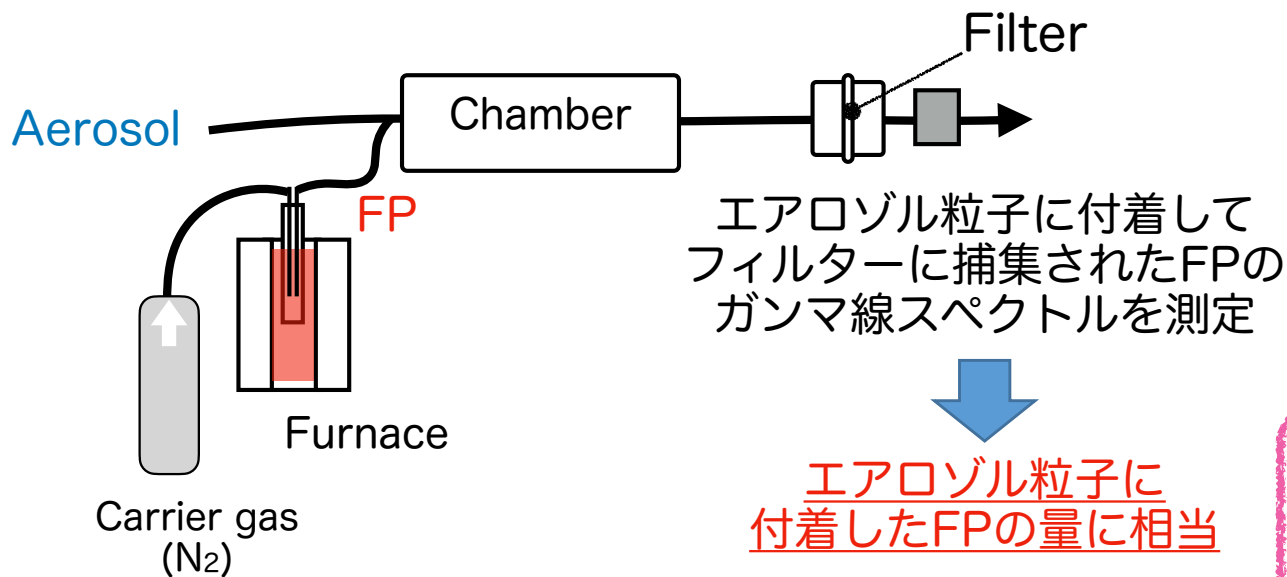 Filter
Chamber
Aerosol
FP
エアロゾル粒子に付着して
フィルターに捕集されたFPの
ガンマ線スペクトルを測定
Furnace
Carrier gas
(N2)
エアロゾル粒子に
付着したFPの量に相当